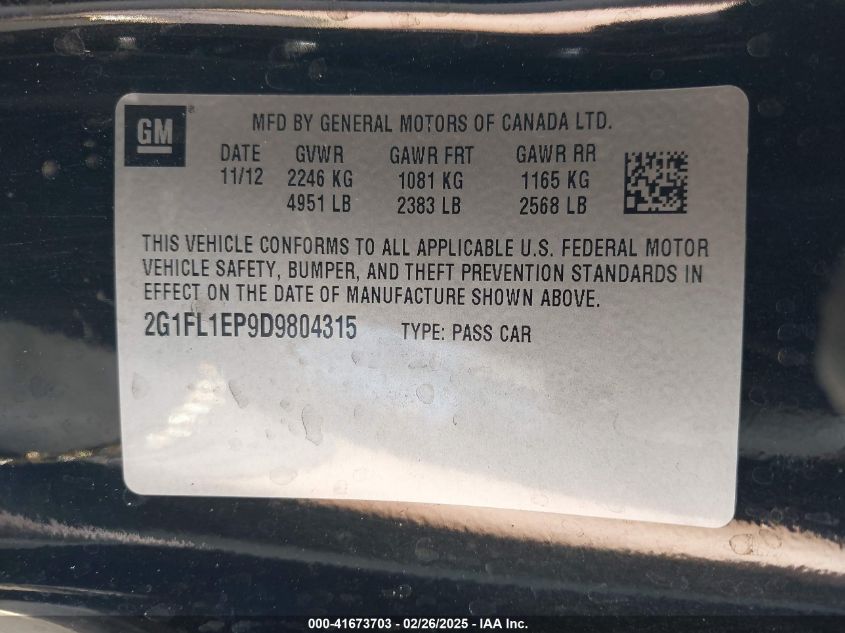 GM
MFD BY GENERAL MOTORS OF CANADA LTD.
DATE GVWR GAWR FRT GAWR RR
11/12 2246 KG 1081 KG 1165 KG
4951 LB 2383 LB 2568 LB
THIS VEHICLE CONFORMS TO ALL APPLICABLE U.S. FEDERAL MOTOR
VEHICLE SAFETY, BUMPER, AND THEFT PREVENTION STANDARDS IN
EFFECT ON THE DATE OF MANUFACTURE SHOWN ABOVE.
2G1FL1EP9D9804315 TYPE: PASS CAR
000-41673703 - 02/26/2025 - IAA Inc.